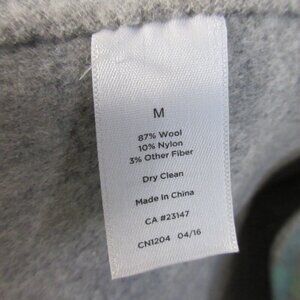 M
87% Wool
10% Nylon
3% Other Fiber
Dry Clean
Made in China
CA #23147
CN1204 04/16